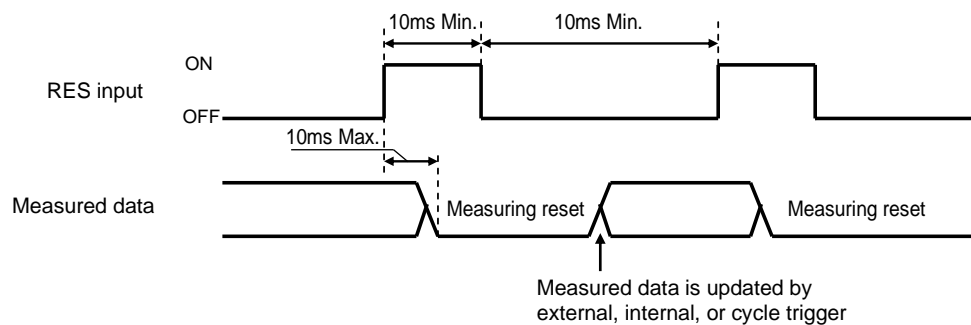 10ms Min.
10ms Min.
ON
RES input
OFF
10ms Max.
Measured data
Measuring reset
Measuring reset
Measured data is updated by
external, internal, or cycle trigger